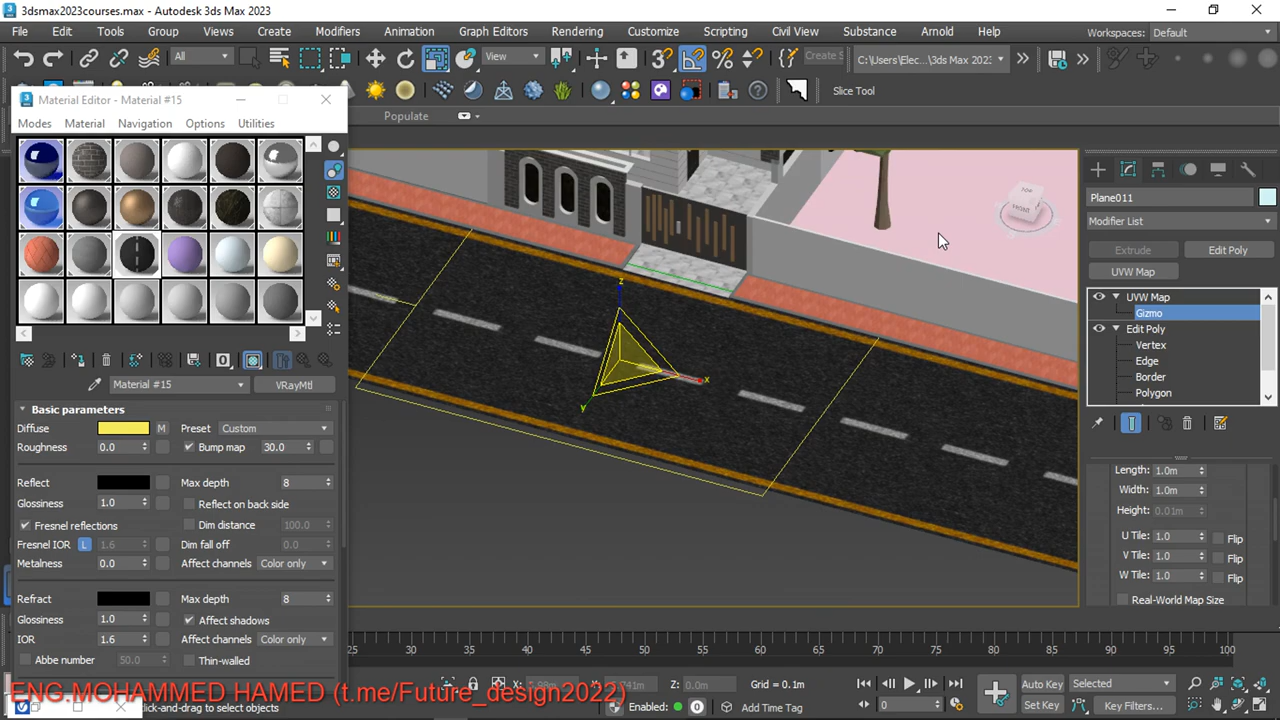 3dsmax2023courses.max - Autodesk 3ds Max 2023
File Edit Tools Group Views Create Modifiers Animation Graph Editors Rendering Customize Scripting Civil View Substance Arnold Help Workspaces: Default
All View Create S C:\Users\Elec... \3ds Max 2023
Slice Tool
Populate
Material Editor - Material #15
Modes Material Navigation Options Utilities
Material #15 VRayMtl
Basic parameters
Diffuse M Preset Custom
Roughness 0.0 Bump map 30.0
Reflect Max depth 8
Glossiness 1.0 Reflect on back side
Fresnel reflections Dim distance 100.0
Fresnel IOR L 1.6 Dim fall off 0.0
Metalness 0.0 Affect channels Color only
Refract Max depth 8
Glossiness 1.0 Affect shadows
IOR 1.6 Affect channels Color only
Abbe number 50.0 Thin-walled
z
x
y
FRONT
Plane011
Modifier List
Extrude Edit Poly
UVW Map
UVW Map
Gizmo
Edit Poly
Vertex
Edge
Border
Polygon
Length: 1.0m
Width: 1.0m
Height: 0.01m
U Tile: 1.0 Flip
V Tile: 1.0 Flip
W Tile: 1.0 Flip
Real-World Map Size
25 30 35 40 45 50 55 60 65 70 75 80 85 90 95 100
Z: 0.0m Grid = 0.1m Auto Key Selected
click-and-drag to select objects Enabled: 0 Add Time Tag 0 Set Key Key Filters...
ENG.MOHAMMED HAMED (t.me/Future_design2022)